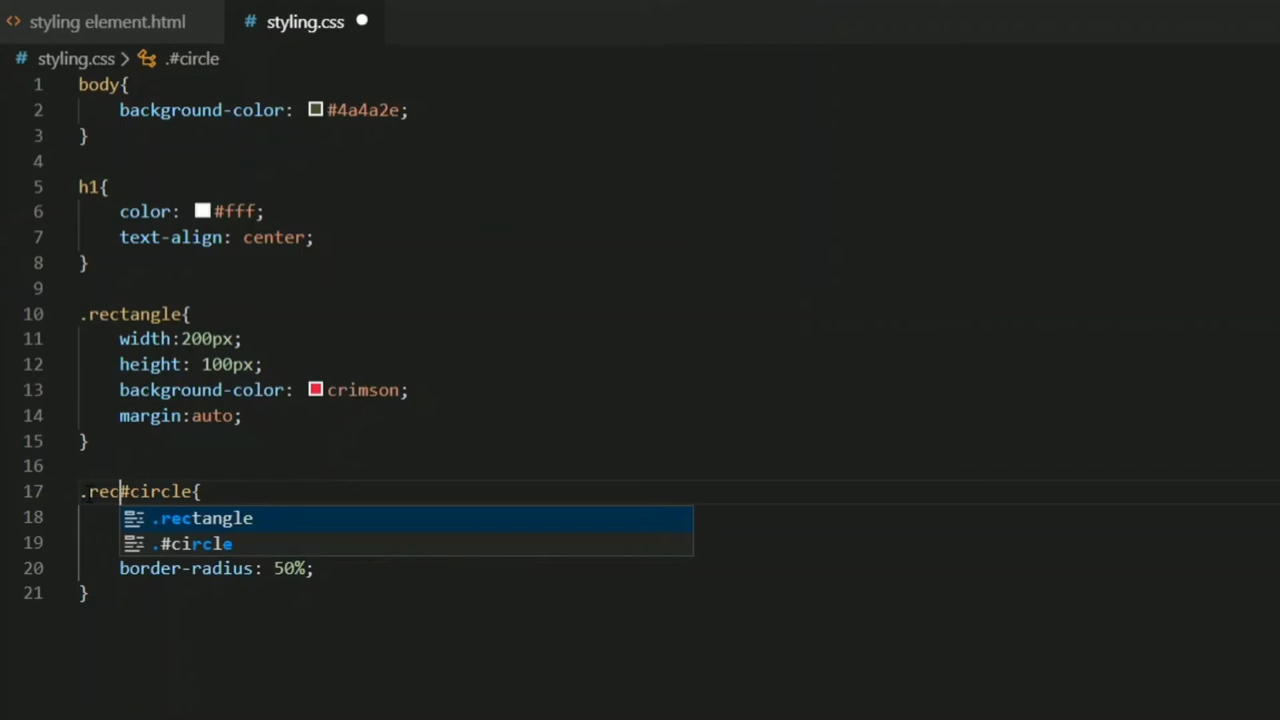 <> styling element.html # styling.css ●
# styling.css > .#circle
1 body{
2 background-color: #4a4a2e;
3 }
4
5 h1{
6 color: #fff;
7 text-align: center;
8 }
9
10 .rectangle{
11 width:200px;
12 height: 100px;
13 background-color: crimson;
14 margin:auto;
15 }
16
17 .rec#circle{
18 .rectangle
19 .#circle
20 border-radius: 50%;
21 }